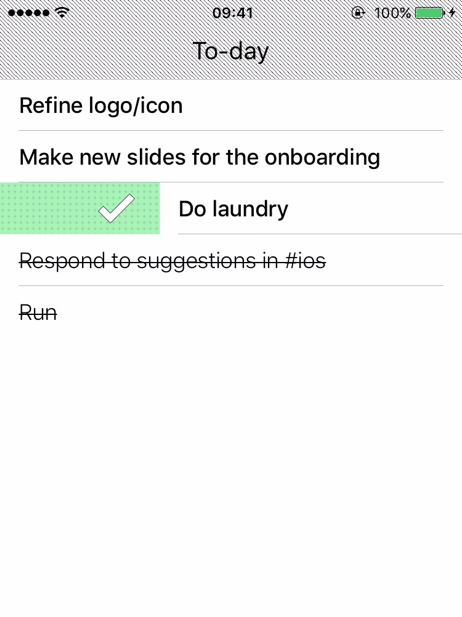 09:41
100%
To-day
Refine logo/icon
Make new slides for the onboarding
Do laundry
Respond to suggestions in #ios
Run